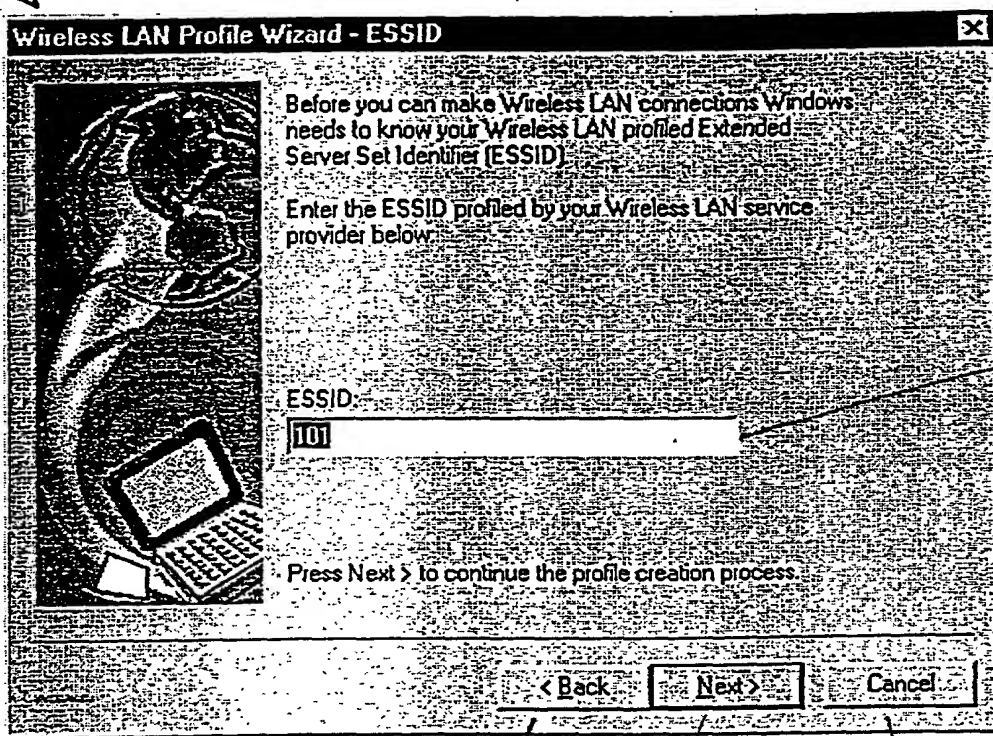 Wireless LAN Profile Wizard - ESSID
Before you can make Wireless LAN connections Windows
needs to know your Wireless LAN profiled Extended
Server Set Identifier (ESSID)
Enter the ESSID profiled by your Wireless LAN service
provider below:
ESSID:
101
Press Next > to continue the profile creation process.
< Back
Next >
Cancel